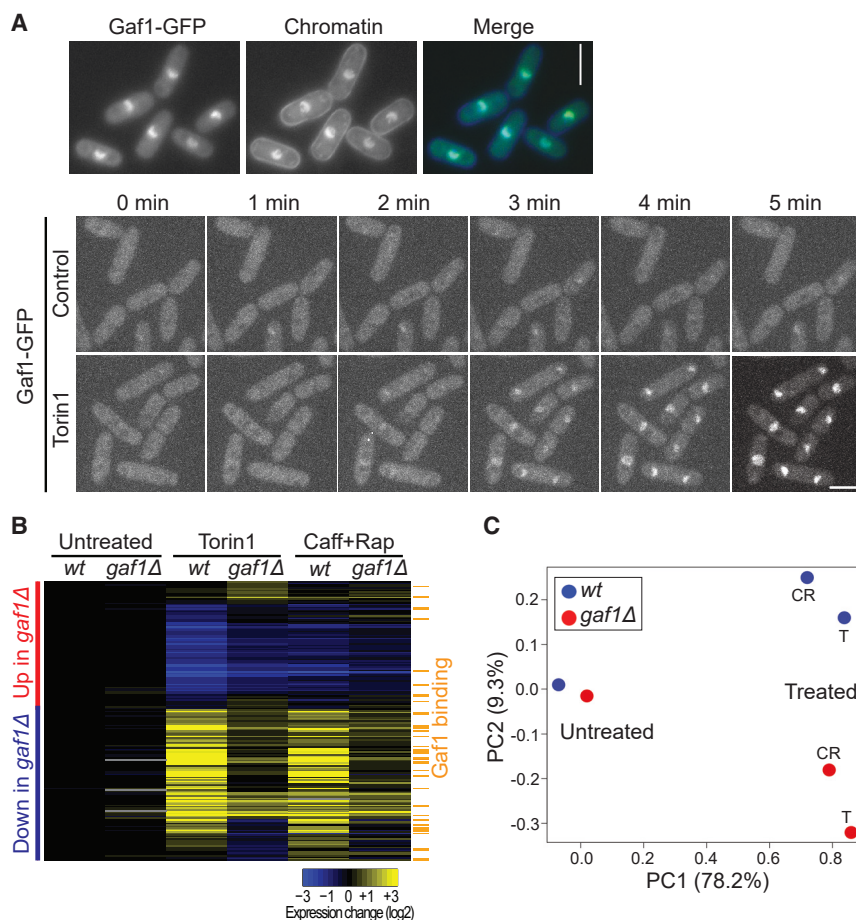 A
Gaf1-GFP Chromatin Merge
0 min 1 min 2 min 3 min 4 min 5 min
Gaf1-GFP
Control
Torin1
B
Untreated Torin1 Caff+Rap
wt gaf1Δ wt gaf1Δ wt gaf1Δ
Up in gaf1Δ
Down in gaf1Δ
Gaf1 binding
−3 −1 0 +1 +3
Expression change (log2)
C
wt
gaf1Δ
CR
T
Treated
Untreated
CR
T
0.2
0.1
0.0
-0.1
-0.2
-0.3
PC2 (9.3%)
0.0 0.2 0.4 0.6 0.8
PC1 (78.2%)